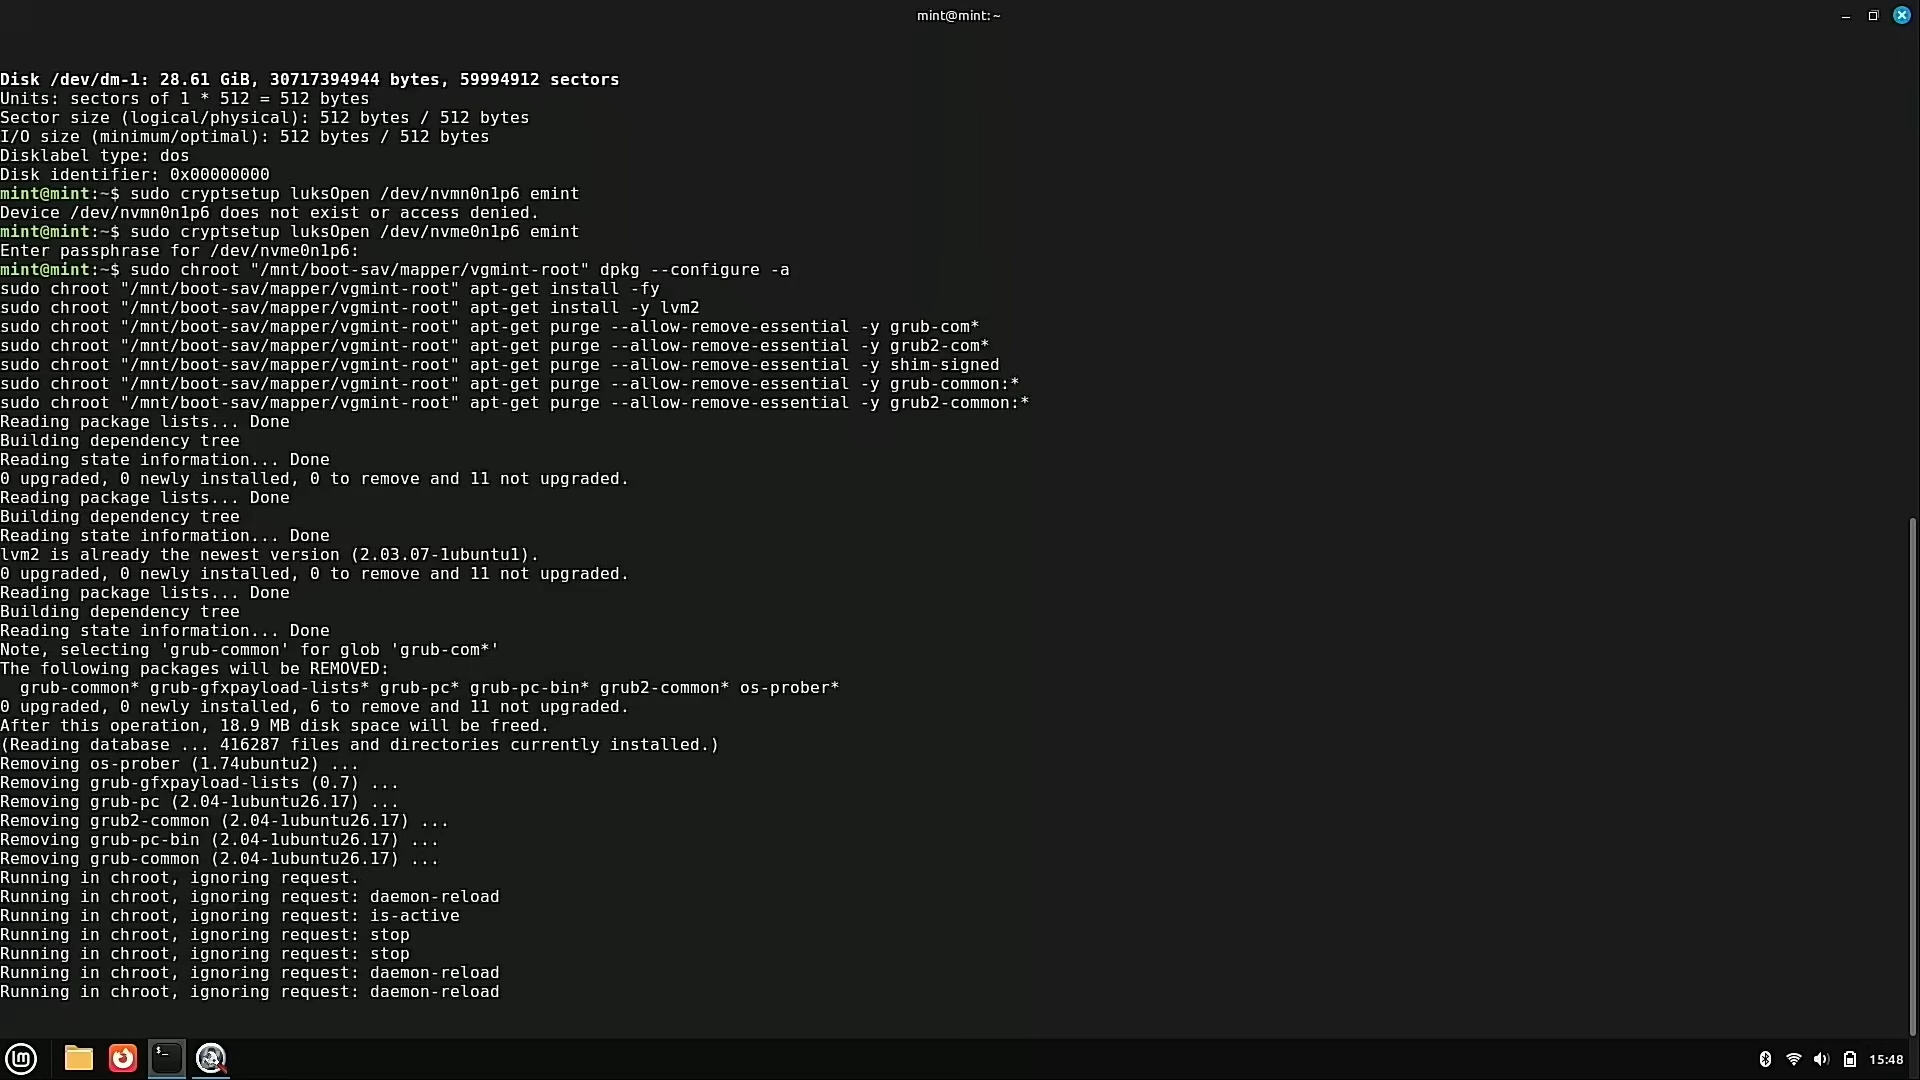 mint@mint: ~
Disk /dev/dm-1: 28.61 GiB, 30717394944 bytes, 59994912 sectors
Units: sectors of 1 * 512 = 512 bytes
Sector size (logical/physical): 512 bytes / 512 bytes
I/O size (minimum/optimal): 512 bytes / 512 bytes
Disklabel type: dos
Disk identifier: 0x00000000
mint@mint:~$ sudo cryptsetup luksOpen /dev/nvmn0n1p6 emint
Device /dev/nvmn0n1p6 does not exist or access denied.
mint@mint:~$ sudo cryptsetup luksOpen /dev/nvme0n1p6 emint
Enter passphrase for /dev/nvme0n1p6:
mint@mint:~$ sudo chroot "/mnt/boot-sav/mapper/vgmint-root" dpkg --configure -a
sudo chroot "/mnt/boot-sav/mapper/vgmint-root" apt-get install -fy
sudo chroot "/mnt/boot-sav/mapper/vgmint-root" apt-get install -y lvm2
sudo chroot "/mnt/boot-sav/mapper/vgmint-root" apt-get purge --allow-remove-essential -y grub-com*
sudo chroot "/mnt/boot-sav/mapper/vgmint-root" apt-get purge --allow-remove-essential -y grub2-com*
sudo chroot "/mnt/boot-sav/mapper/vgmint-root" apt-get purge --allow-remove-essential -y shim-signed
sudo chroot "/mnt/boot-sav/mapper/vgmint-root" apt-get purge --allow-remove-essential -y grub-common:*
sudo chroot "/mnt/boot-sav/mapper/vgmint-root" apt-get purge --allow-remove-essential -y grub2-common:*
Reading package lists... Done
Building dependency tree
Reading state information... Done
0 upgraded, 0 newly installed, 0 to remove and 11 not upgraded.
Reading package lists... Done
Building dependency tree
Reading state information... Done
lvm2 is already the newest version (2.03.07-1ubuntu1).
0 upgraded, 0 newly installed, 0 to remove and 11 not upgraded.
Reading package lists... Done
Building dependency tree
Reading state information... Done
Note, selecting 'grub-common' for glob 'grub-com*'
The following packages will be REMOVED:
  grub-common* grub-gfxpayload-lists* grub-pc* grub-pc-bin* grub2-common* os-prober*
0 upgraded, 0 newly installed, 6 to remove and 11 not upgraded.
After this operation, 18.9 MB disk space will be freed.
(Reading database ... 416287 files and directories currently installed.)
Removing os-prober (1.74ubuntu2) ...
Removing grub-gfxpayload-lists (0.7) ...
Removing grub-pc (2.04-1ubuntu26.17) ...
Removing grub2-common (2.04-1ubuntu26.17) ...
Removing grub-pc-bin (2.04-1ubuntu26.17) ...
Removing grub-common (2.04-1ubuntu26.17) ...
Running in chroot, ignoring request.
Running in chroot, ignoring request: daemon-reload
Running in chroot, ignoring request: is-active
Running in chroot, ignoring request: stop
Running in chroot, ignoring request: stop
Running in chroot, ignoring request: daemon-reload
Running in chroot, ignoring request: daemon-reload
15:48